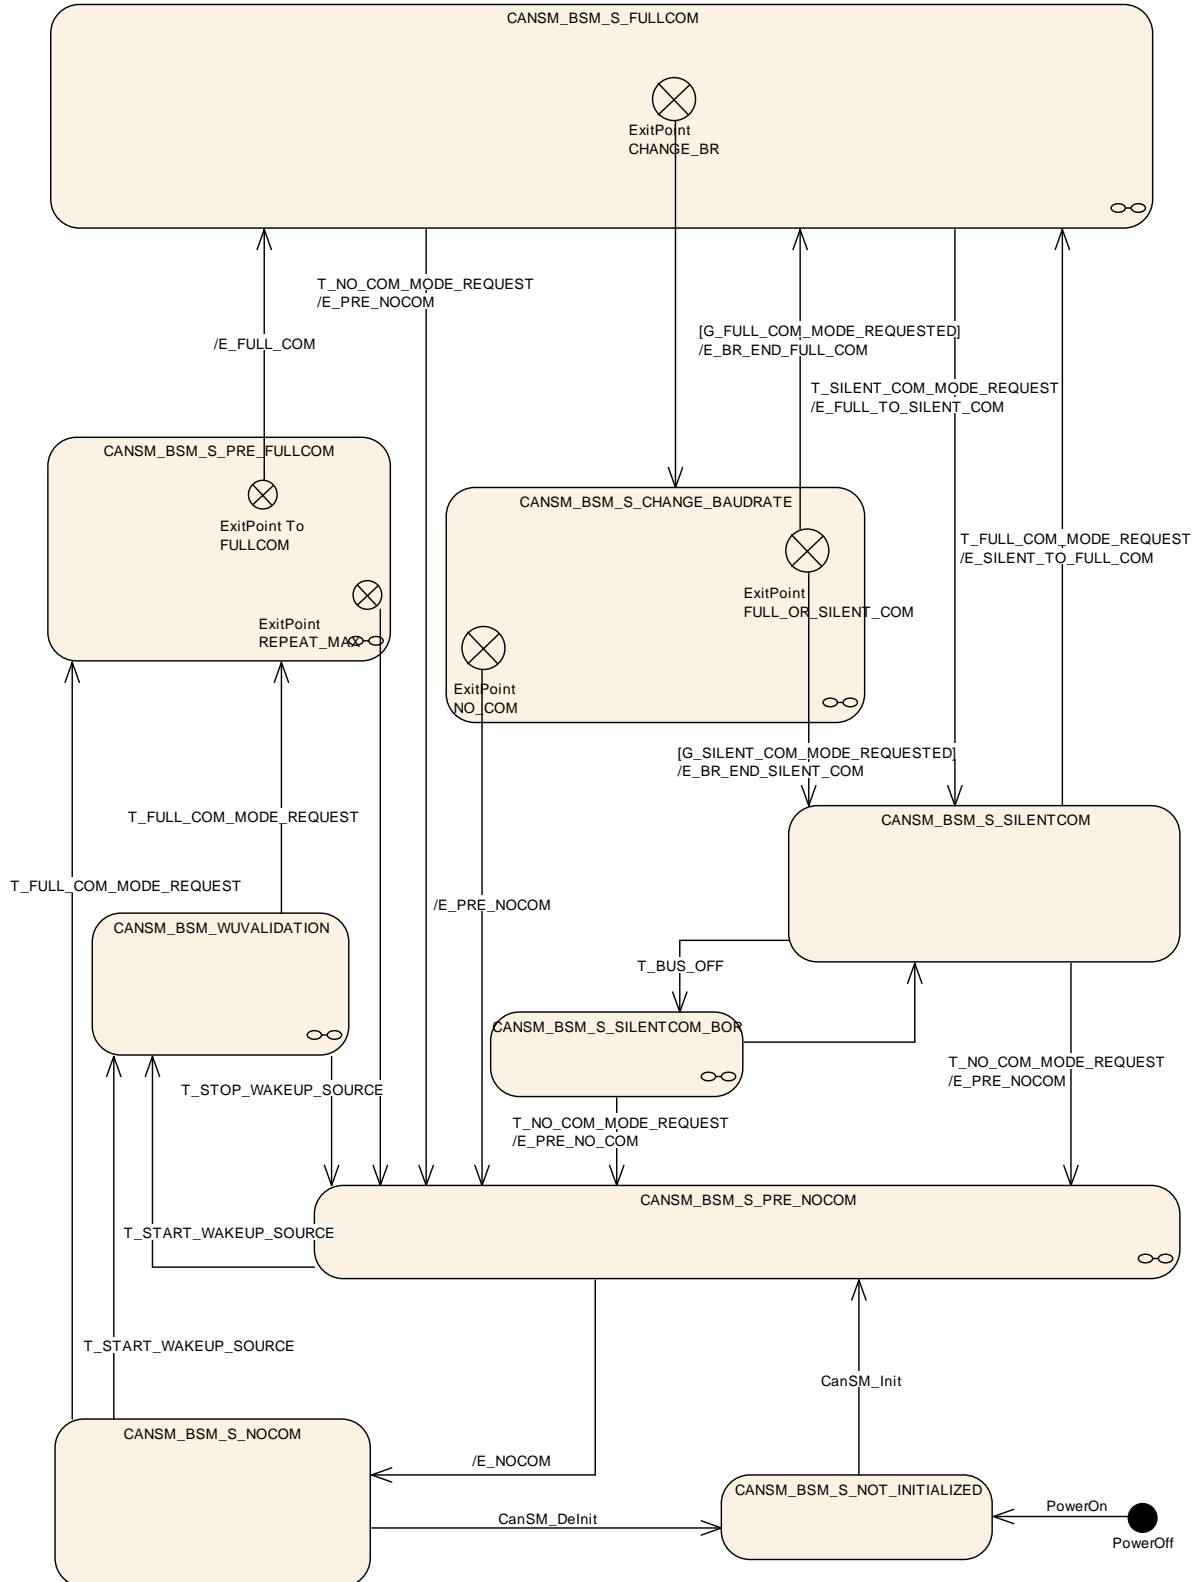 CANSM_BSM_S_FULLCOM
ExitPoint
CHANGE_BR
T_NO_COM_MODE_REQUEST
/E_PRE_NOCOM
/E_FULL_COM
[G_FULL_COM_MODE_REQUESTED]
/E_BR_END_FULL_COM
T_SILENT_COM_MODE_REQUEST
/E_FULL_TO_SILENT_COM
CANSM_BSM_S_PRE_FULLCOM
ExitPoint To
FULLCOM
ExitPoint
REPEAT_MAX
CANSM_BSM_S_CHANGE_BAUDRATE
ExitPoint
FULL_OR_SILENT_COM
ExitPoint
NO_COM
T_FULL_COM_MODE_REQUEST
/E_SILENT_TO_FULL_COM
[G_SILENT_COM_MODE_REQUESTED]
/E_BR_END_SILENT_COM
T_FULL_COM_MODE_REQUEST
CANSM_BSM_S_SILENTCOM
T_FULL_COM_MODE_REQUEST
/E_PRE_NOCOM
CANSM_BSM_WUVALIDATION
T_BUS_OFF
CANSM_BSM_S_SILENTCOM_BOR
T_NO_COM_MODE_REQUEST
/E_PRE_NOCOM
T_STOP_WAKEUP_SOURCE
T_NO_COM_MODE_REQUEST
/E_PRE_NO_COM
CANSM_BSM_S_PRE_NOCOM
T_START_WAKEUP_SOURCE
T_START_WAKEUP_SOURCE
CanSM_Init
CANSM_BSM_S_NOCOM
/E_NOCOM
CANSM_BSM_S_NOT_INITIALIZED
CanSM_DeInit
PowerOn
PowerOff